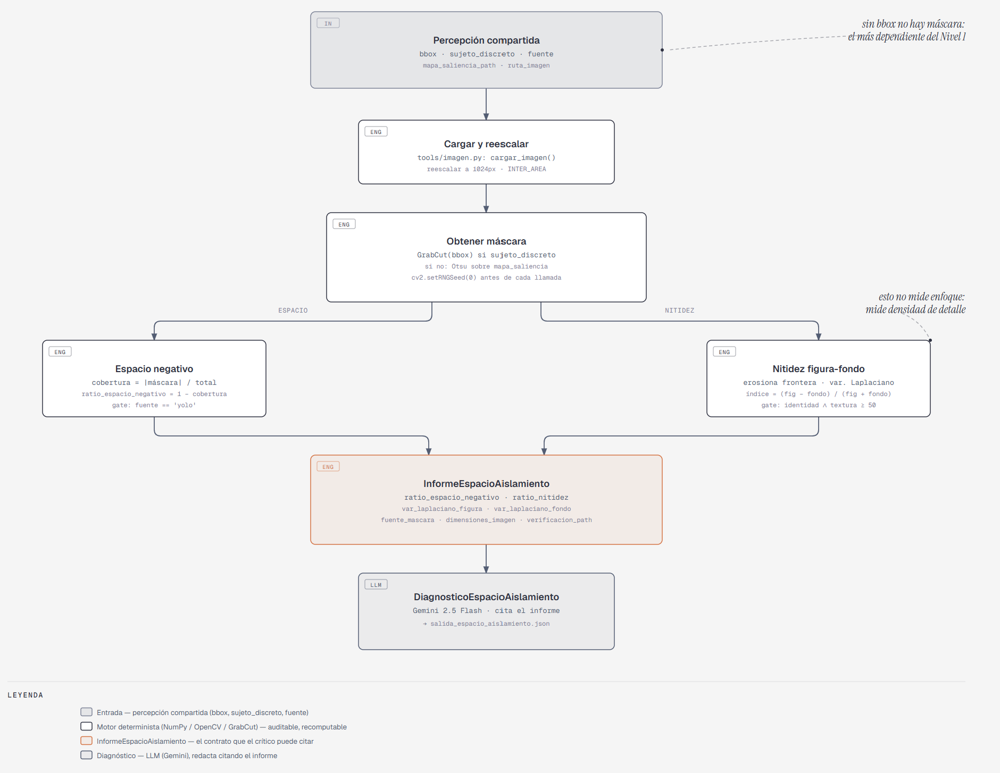 IN
Percepción compartida
bbox · sujeto_discreto · fuente
mapa_saliencia_path - ruta_imagen
sin bbox no hay máscara:
el más dependiente del Nivel 1
ENG
Cargar y reescalar
tools/imagen.py: cargar_imagen()
reescalar a 1024px - INTER_AREA
ENG
Obtener máscara
GrabCut(bbox) si sujeto_discreto
si no: Otsu sobre mapa_saliencia
cv2.setRNGSeed(0) antes de cada llamada
ESPACIO
NITIDEZ
esto no mide enfoque:
mide densidad de detalle
ENG
Espacio negativo
cobertura = |máscara| / total
ratio_espacio_negativo = 1 − cobertura
gate: fuente == 'yolo'
ENG
Nitidez figura-fondo
erosiona frontera · var. Laplaciano
índice = (fig − fondo) / (fig + fondo)
gate: identidad ∧ textura ≥ 50
ENG
InformeEspacioAislamiento
ratio_espacio_negativo · ratio_nitidez
var_laplaciano_figura · var_laplaciano_fondo
fuente_mascara · dimensiones_imagen · verificacion_path
LLM
DiagnosticoEspacioAislamiento
Gemini 2.5 Flash · cita el informe
→ salida_espacio_aislamiento.json
LEYENDA
Entrada — percepción compartida (bbox, sujeto_discreto, fuente)
Motor determinista (NumPy / OpenCV / GrabCut) — auditable, recomputable
InformeEspacioAislamiento — el contrato que el crítico puede citar
Diagnóstico — LLM (Gemini), redacta citando el informe